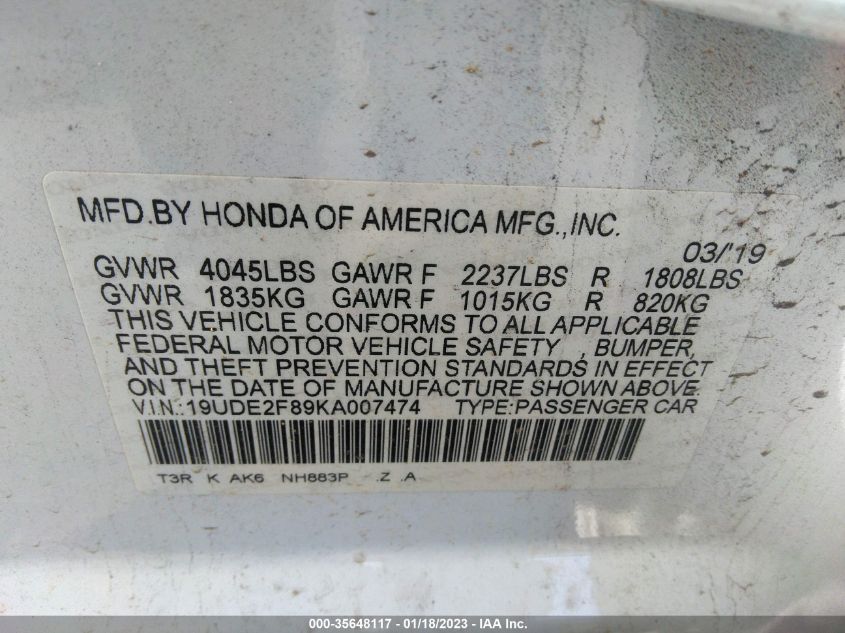 MFD.BY HONDA OF AMERICA MFG.,INC.
03/'19
GVWR 4045LBS GAWR F 2237LBS R 1808LBS
GVWR 1835KG GAWR F 1015KG R 820KG
THIS VEHICLE CONFORMS TO ALL APPLICABLE
FEDERAL MOTOR VEHICLE SAFETY , BUMPER,
AND THEFT PREVENTION STANDARDS IN EFFECT
ON THE DATE OF MANUFACTURE SHOWN ABOVE.
V.I.N.:19UDE2F89KA007474 TYPE:PASSENGER CAR
T3R K AK6 NH883P .Z .A
000-35648117 - 01/18/2023 - IAA Inc.